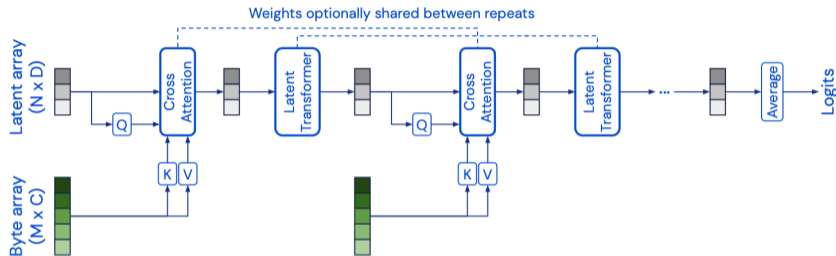 Weights optionally shared between repeats
Latent array
(N x D)
Q
Cross
Attention
Latent
Transformer
Q
Cross
Attention
Latent
Transformer
...
Average
Logits
K
V
K
V
Byte array
(M x C)